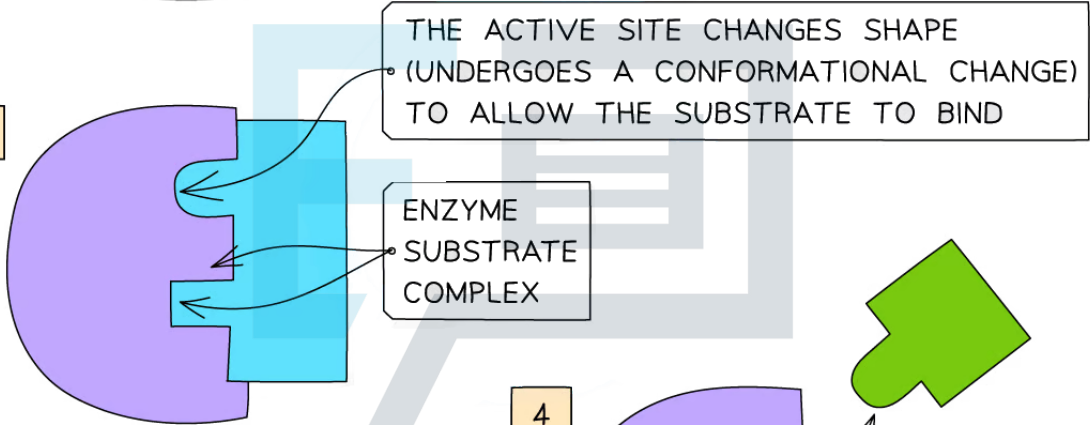 THE ACTIVE SITE CHANGES SHAPE
(UNDERGOES A CONFORMATIONAL CHANGE)
TO ALLOW THE SUBSTRATE TO BIND
ENZYME
SUBSTRATE
COMPLEX
4